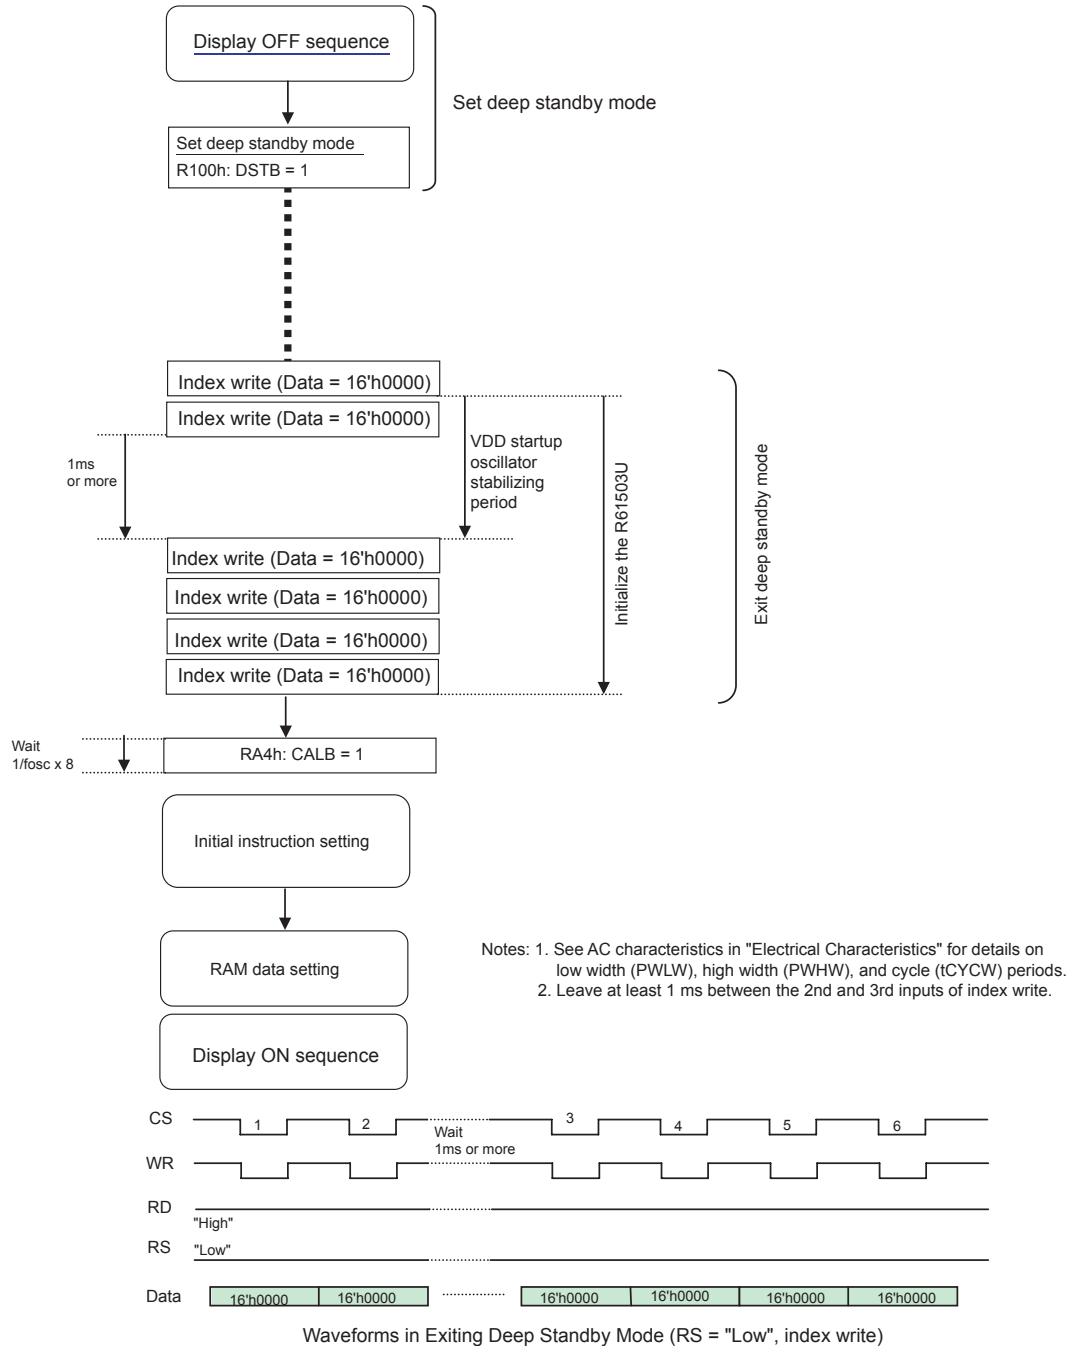 Display OFF sequence
Set deep standby mode
Set deep standby mode
R100h: DSTB = 1
Index write (Data = 16'h0000)
Index write (Data = 16'h0000)
1ms
or more
VDD startup
oscillator
stabilizing
period
Initialize the R61503U
Exit deep standby mode
Index write (Data = 16'h0000)
Index write (Data = 16'h0000)
Index write (Data = 16'h0000)
Index write (Data = 16'h0000)
Wait
1/fosc x 8
RA4h: CALB = 1
Initial instruction setting
RAM data setting
Notes: 1. See AC characteristics in "Electrical Characteristics" for details on
low width (PWLW), high width (PWHW), and cycle (tCYCW) periods.
2. Leave at least 1 ms between the 2nd and 3rd inputs of index write.
Display ON sequence
CS 1 2 3 4 5 6
Wait
1ms or more
WR
RD
"High"
RS "Low"
Data 16'h0000 16'h0000 16'h0000 16'h0000 16'h0000 16'h0000
Waveforms in Exiting Deep Standby Mode (RS = "Low", index write)